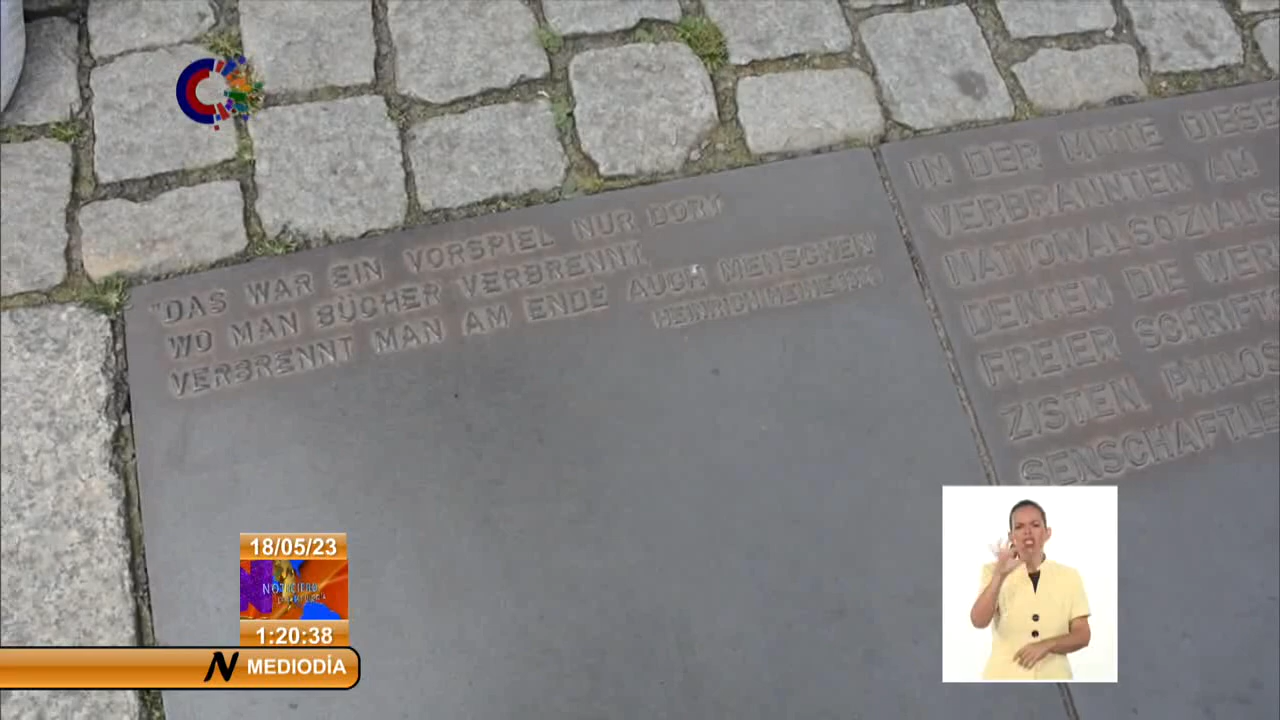 "DAS WAR EIN VORSPIEL NUR DORT
WO MAN BÜCHER VERBRENNT
VERBRENNT MAN AM ENDE AUCH MENSCHEN
HEINRICH HEINE
IN DER MITTE DIESE
VERBRANNTEN AM
NATIONALSOZIALIS
DENTEN DIE WER
FREIER SCHRIFTS
ZISTEN PHILOS
SENSCHAFTLE
18/05/23
NOTICIERO
1:20:38
N MEDIODÍA